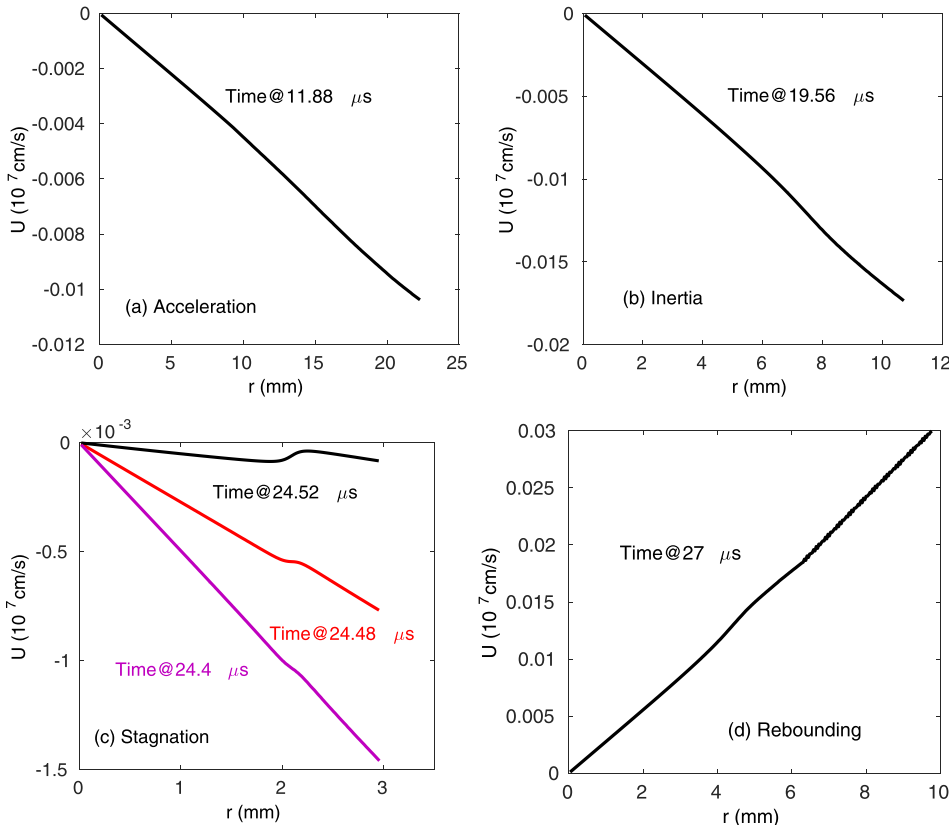 0
-0.002
-0.004
-0.006
-0.008
-0.01
-0.012
U (10 7cm/s)
Time@11.88 μs
(a) Acceleration
0 5 10 15 20 25
r (mm)
0
-0.005
-0.01
-0.015
-0.02
U (10 7cm/s)
Time@19.56 μs
(b) Inertia
0 2 4 6 8 10 12
r (mm)
×10-3
0
-0.5
-1
-1.5
U (10 7cm/s)
Time@24.52 μs
Time@24.48 μs
Time@24.4 μs
(c) Stagnation
0 1 2 3
r (mm)
0.03
0.025
0.02
0.015
0.01
0.005
0
U (10 7cm/s)
Time@27 μs
(d) Rebounding
0 2 4 6 8 10
r (mm)